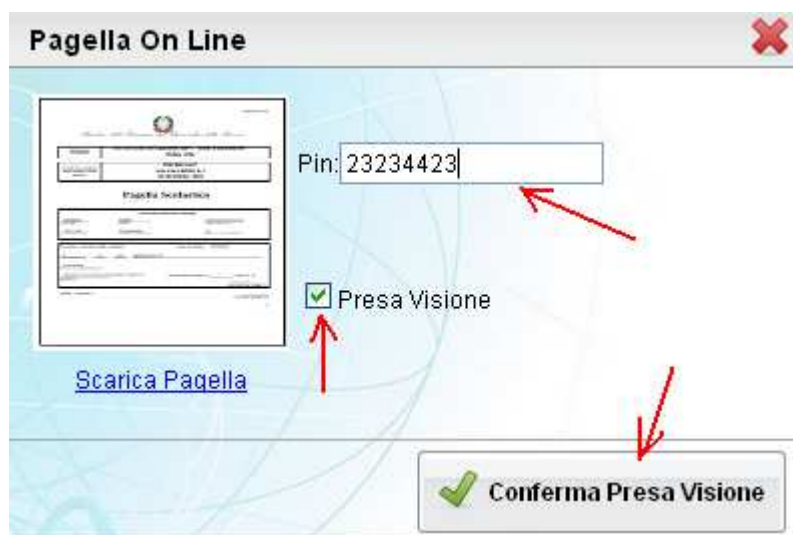 Pagella On Line
Pagella Scolastica
Pin: 23234423
Presa Visione
Scarica Pagella
Conferma Presa Visione